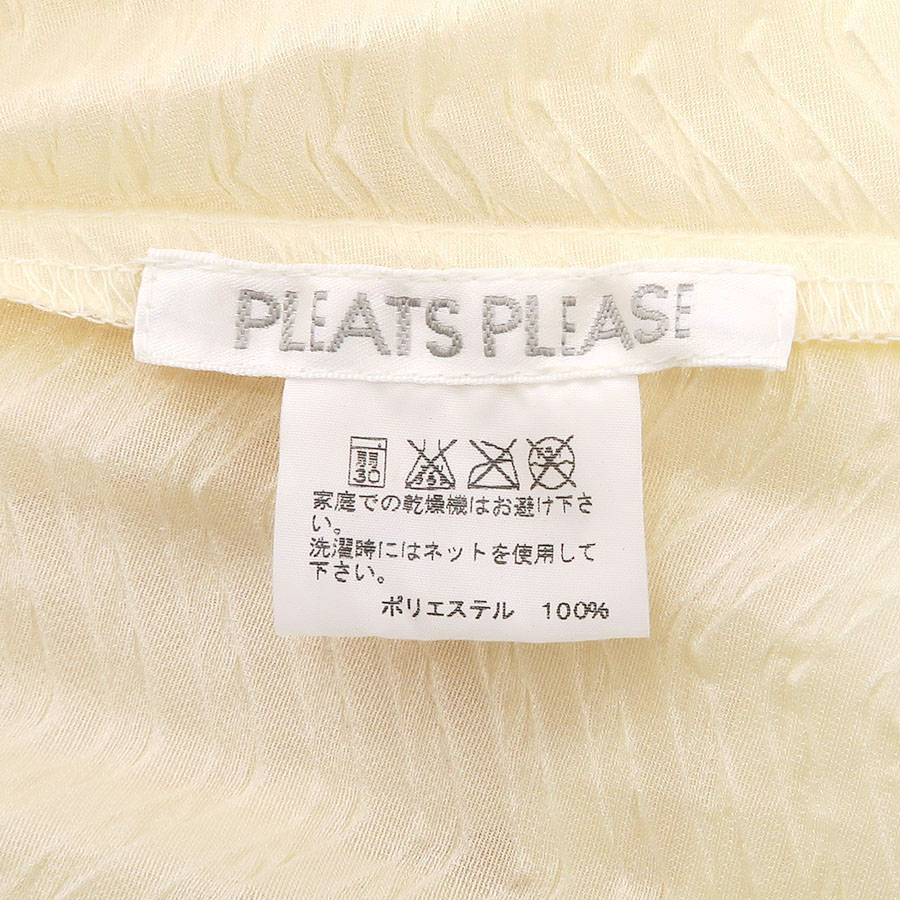 PLEATS PLEASE
弱
30
家庭での乾燥機はお避け下さ
い。
洗濯時にはネットを使用して
下さい。
ポリエステル 100%